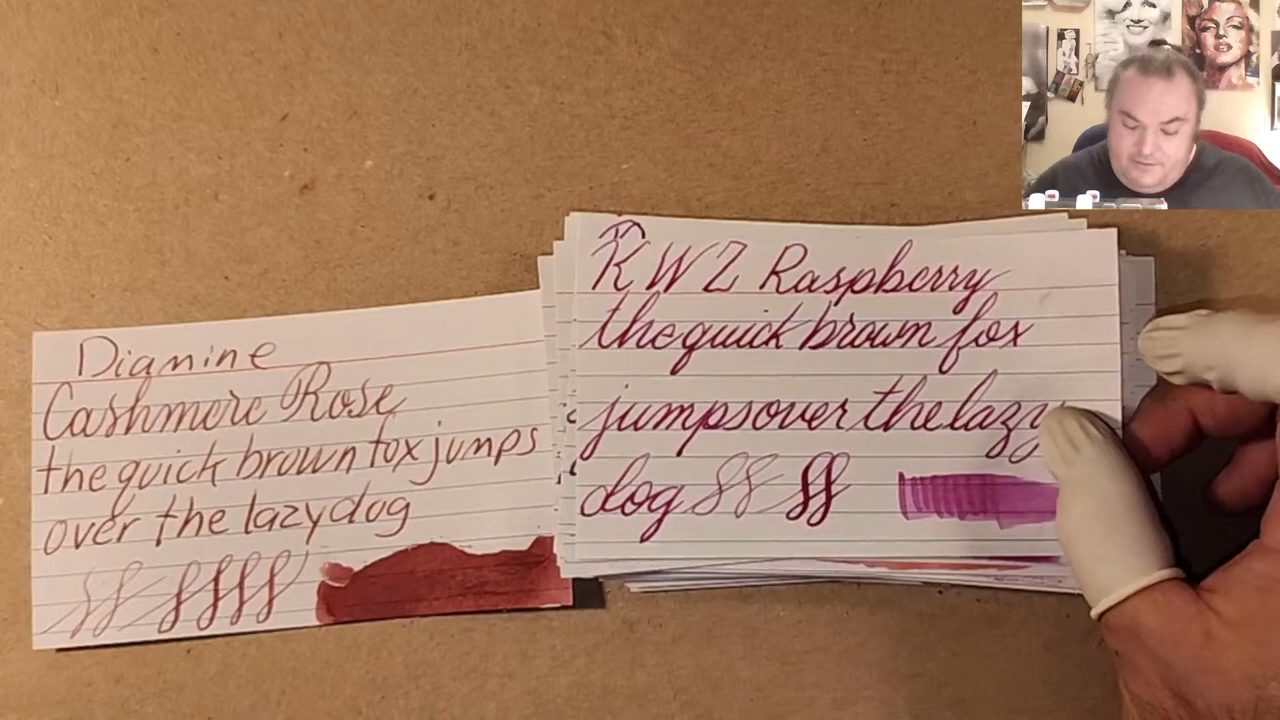 Diamine
Cashmere Rose
the quick brown fox jumps
over the lazy dog
KWZ Raspberry
the quick brown fox
jumps over the lazy
dog